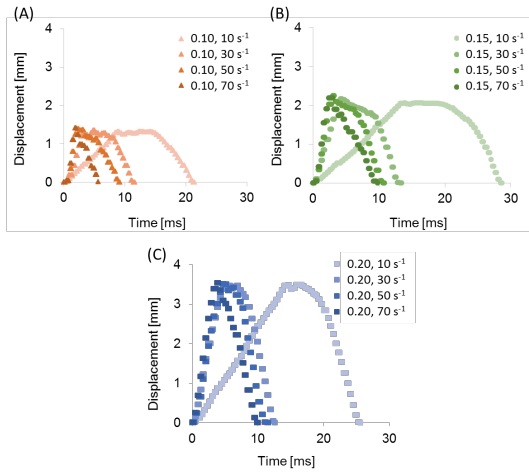 (A)
4
3
2
1
0
Displacement [mm]
0 10 20 30
Time [ms]
0.10, 10 s⁻¹
0.10, 30 s⁻¹
0.10, 50 s⁻¹
0.10, 70 s⁻¹
(B)
4
3
2
1
0
Displacement [mm]
0 10 20 30
Time [ms]
0.15, 10 s⁻¹
0.15, 30 s⁻¹
0.15, 50 s⁻¹
0.15, 70 s⁻¹
(C)
4
3
2
1
0
Displacement [mm]
0 10 20 30
Time [ms]
0.20, 10 s⁻¹
0.20, 30 s⁻¹
0.20, 50 s⁻¹
0.20, 70 s⁻¹